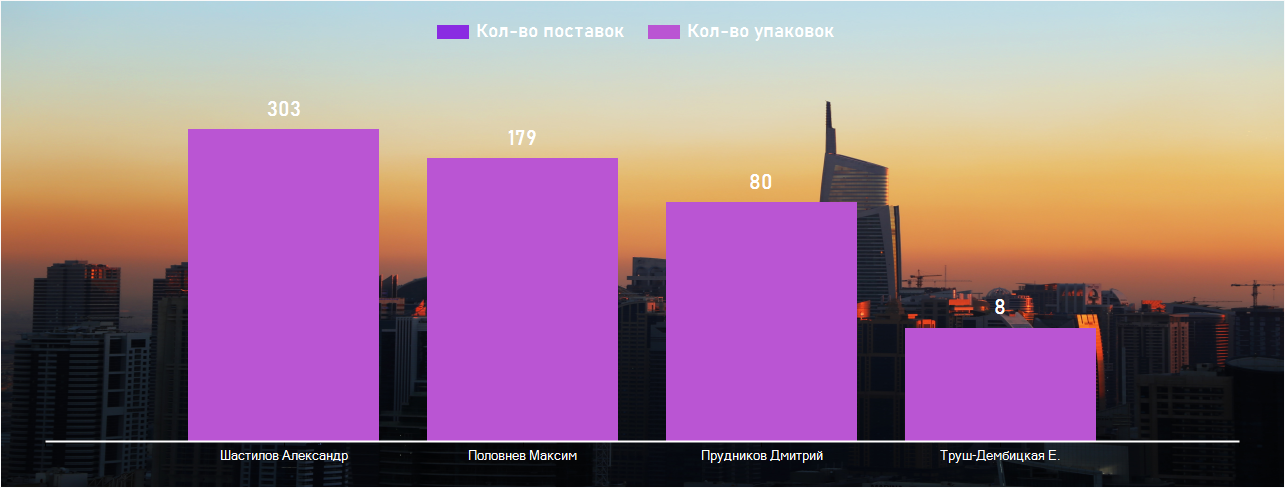 Кол-во поставок Кол-во упаковок
303
179
80
8
Шастилов Александр Половнев Максим Прудников Дмитрий Труш-Дембицкая Е.